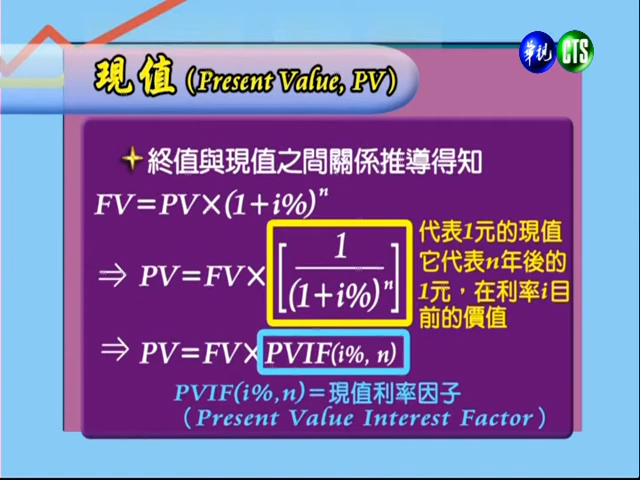 華視 CTS
現值(Present Value, PV)
終值與現值之間關係推導得知
FV=PV×(1+i%)ⁿ
⇒ PV=FV×[1/(1+i%)ⁿ]
代表1元的現值
它代表n年後的
1元，在利率i目
前的價值
⇒ PV=FV×PVIF(i%, n)
PVIF(i%,n)=現值利率因子
(Present Value Interest Factor)